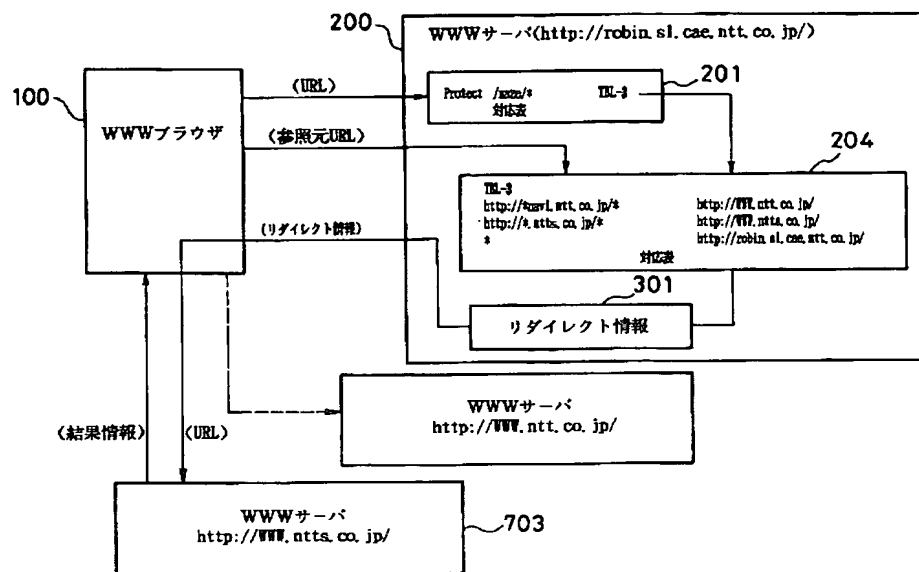 200
WWWサーバ(http://robin.sl.cae.ntt.co.jp/)
201
(URL)
Protect
TBL-3
対応表
100
WWWブラウザ
(参照元URL)
204
TBL-3
http://*navi.ntt.co.jp/* http://WWW.ntt.co.jp/
http://*.ntts.co.jp/* http://WWW.ntts.co.jp/
* http://robin.sl.cae.ntt.co.jp/
対応表
(リダイレクト情報)
301
リダイレクト情報
WWWサーバ
http://WWW.ntt.co.jp/
(結果情報)
(URL)
WWWサーバ
http://WWW.ntts.co.jp/
703